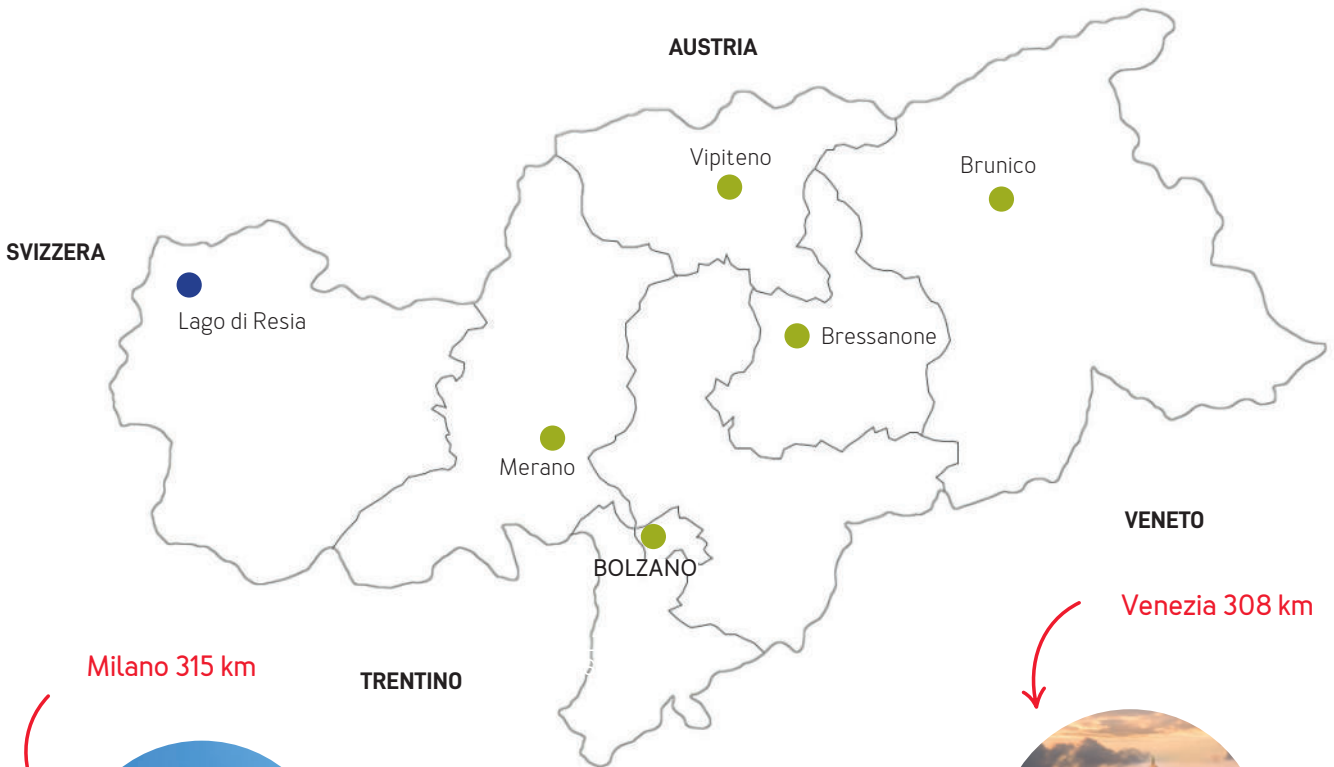 AUSTRIA
Vipiteno
Brunico
SVIZZERA
Lago di Resia
Bressanone
Merano
VENETO
BOLZANO
Venezia 308 km
Milano 315 km
TRENTINO